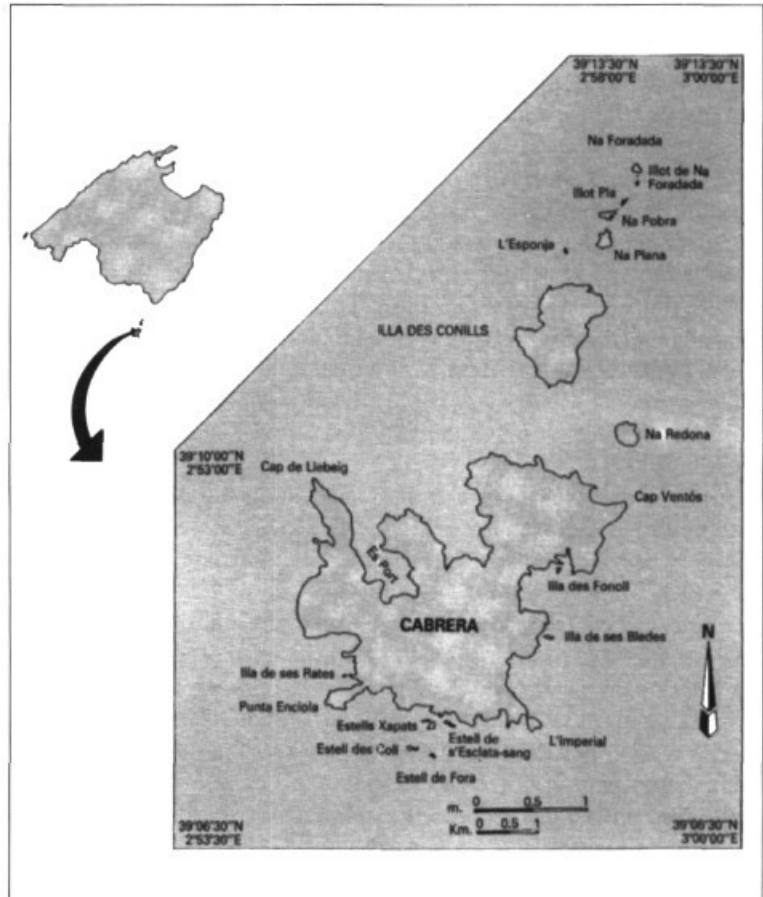 39°13'30"N
2°58'00"E
39°13'30"N
3°00'00"E
Na Foradada
Illot de Na
Foradada
Illot Pla
Na Pobra
L'Esponja
Na Plana
ILLA DES CONILLS
Na Redona
39°10'00"N
2°53'00"E
Cap de Llebeig
Cap Ventós
Es Port
Illa des Fonoll
CABRERA
Illa de ses Bledes
N
Illa de ses Rates
Punta Enciola
Estells Xapats
Estell de
s'Esclata-sang
L'Imperial
Estell des Coll
Estell de Fora
m. 0 0.5 1
Km. 0 0.5 1
39°06'30"N
2°53'30"E
39°06'30"N
3°00'00"E